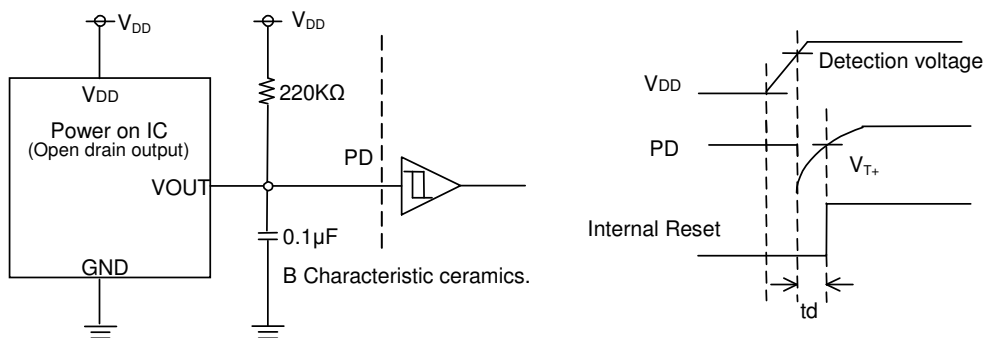 VDD
VDD
VDD
Power on IC
(Open drain output)
VOUT
GND
220KΩ
PD
0.1µF
B Characteristic ceramics.
VDD
Detection voltage
PD
VT+
Internal Reset
td